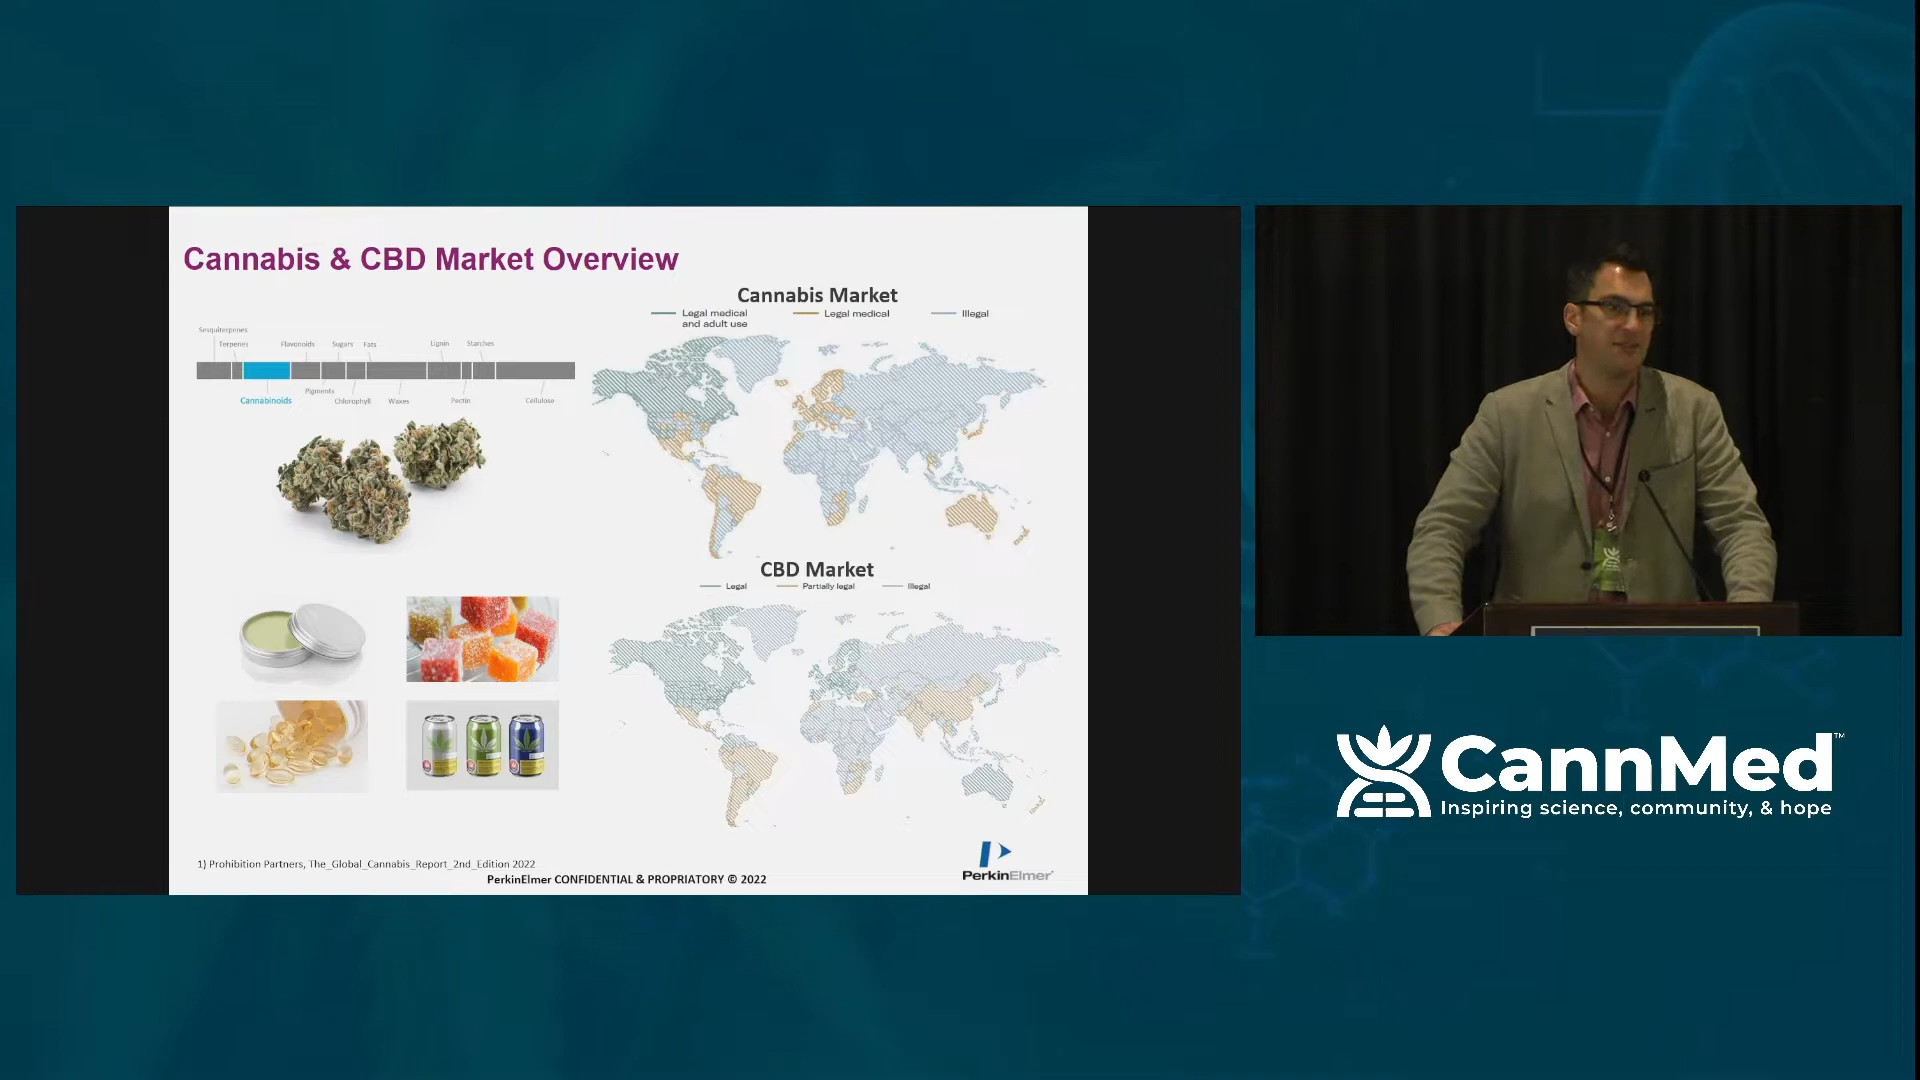 Cannabis & CBD Market Overview
Cannabis Market
Legal medical
and adult use
Legal medical
Illegal
Sesquiterpenes
Terpenes
Flavonoids
Sugars
Fats
Lignin
Starches
Cannabinoids
Pigments
Chlorophyll
Waxes
Pectin
Cellulose
CBD Market
Legal
Partially legal
Illegal
1) Prohibition Partners, The_Global_Cannabis_Report_2nd_Edition 2022
PerkinElmer CONFIDENTIAL & PROPRIATORY © 2022
PerkinElmer
CannMed™
Inspiring science, community, & hope